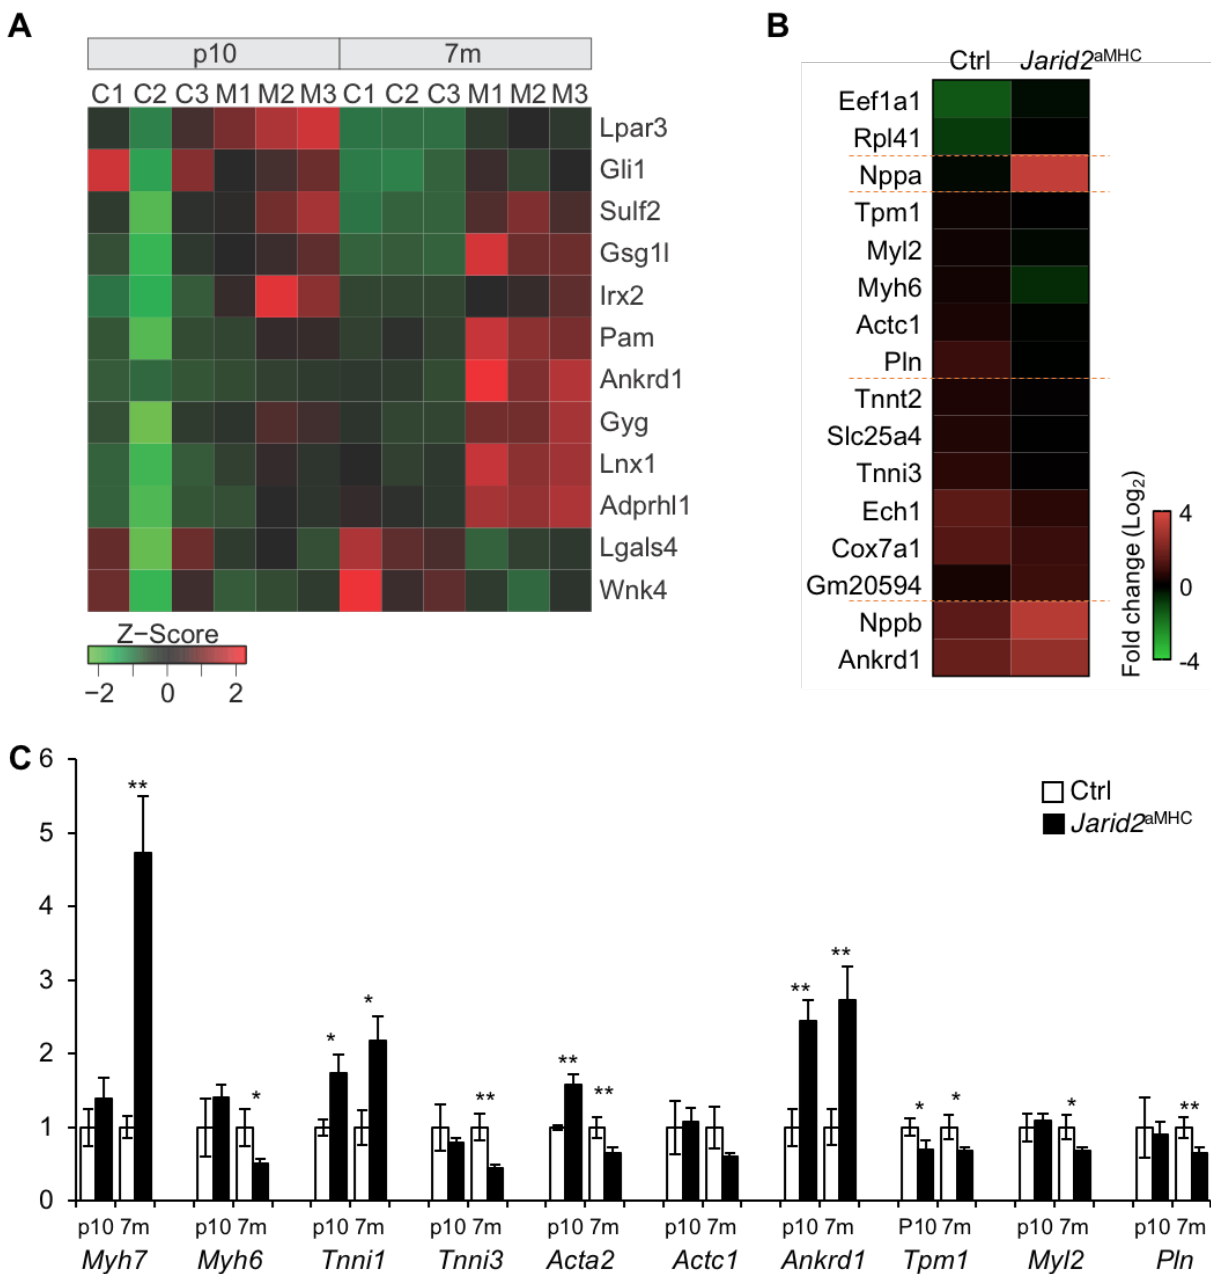 A
p10 7m
C1 C2 C3 M1 M2 M3 C1 C2 C3 M1 M2 M3
Lpar3
Gli1
Sulf2
Gsg1l
Irx2
Pam
Ankrd1
Gyg
Lnx1
Adprhl1
Lgals4
Wnk4
Z−Score
−2 0 2
B
Ctrl Jarid2aMHC
Eef1a1
Rpl41
Nppa
Tpm1
Myl2
Myh6
Actc1
Pln
Tnnt2
Slc25a4
Tnni3
Ech1
Cox7a1
Gm20594
Nppb
Ankrd1
Fold change (Log2)
4
0
-4
C
6
5
4
3
2
1
0
Ctrl
Jarid2aMHC
** * * * ** ** ** ** ** * * * **
p10 7m p10 7m p10 7m p10 7m p10 7m p10 7m p10 7m P10 7m p10 7m p10 7m
Myh7 Myh6 Tnni1 Tnni3 Acta2 Actc1 Ankrd1 Tpm1 Myl2 Pln